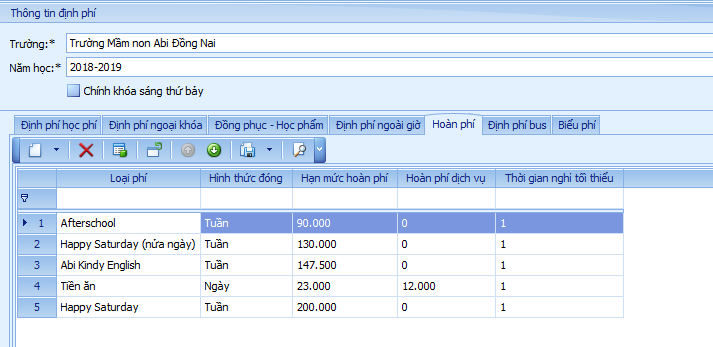 Thông tin định phí
Trường:* Trường Mầm non Abi Đồng Nai
Năm học:* 2018-2019
Chính khóa sáng thứ bảy
Định phí học phí Định phí ngoại khóa Đồng phục - Học phẩm Định phí ngoài giờ Hoàn phí Định phí bus Biểu phí
Loại phí Hình thức đóng Hạn mức hoàn phí Hoàn phí dịch vụ Thời gian nghỉ tối thiểu
1 Afterschool Tuần 90.000 0 1
2 Happy Saturday (nửa ngày) Tuần 130.000 0 1
3 Abi Kindy English Tuần 147.500 0 1
4 Tiền ăn Ngày 23.000 12.000 1
5 Happy Saturday Tuần 200.000 0 1